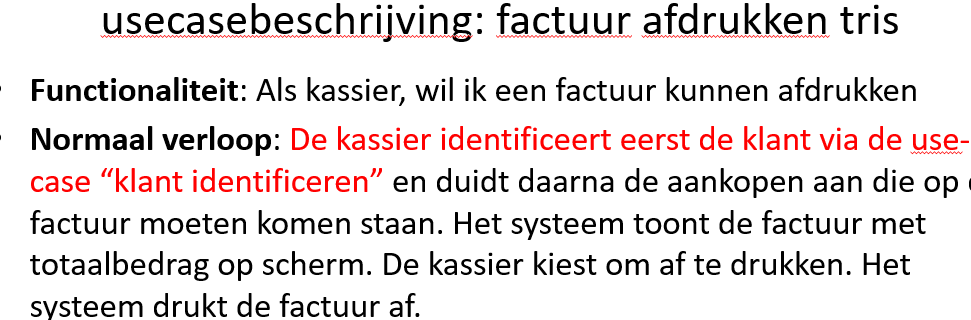 usecasebeschrijving: factuur afdrukken tris
• Functionaliteit: Als kassier, wil ik een factuur kunnen afdrukken
• Normaal verloop: De kassier identificeert eerst de klant via de use-
case “klant identificeren” en duidt daarna de aankopen aan die op
factuur moeten komen staan. Het systeem toont de factuur met
totaalbedrag op scherm. De kassier kiest om af te drukken. Het
systeem drukt de factuur af.